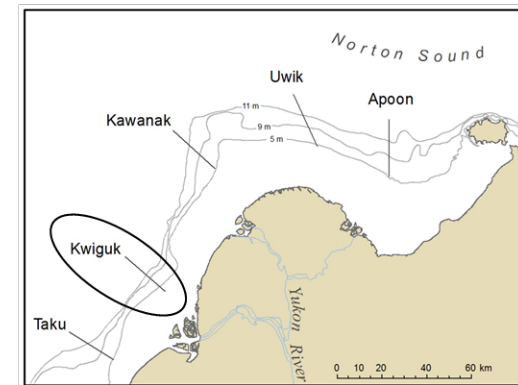 Norton Sound
Uwik
Apoon
11 m
Kawanak
9 m
5 m
Kwiguk
Yukon River
Taku
0 10 20 40 60 km